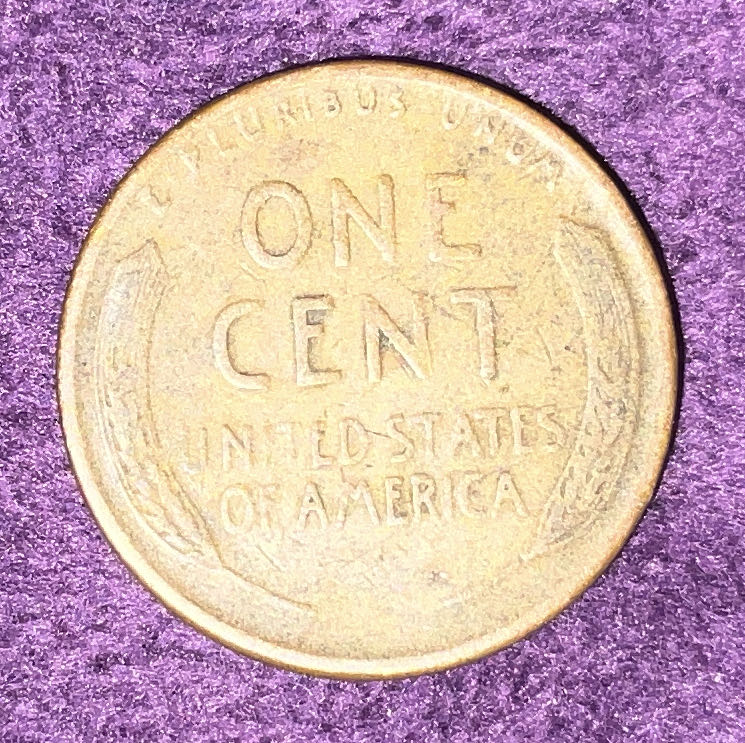 E PLURIBUS UNUM
ONE
CENT
UNITED STATES
OF AMERICA